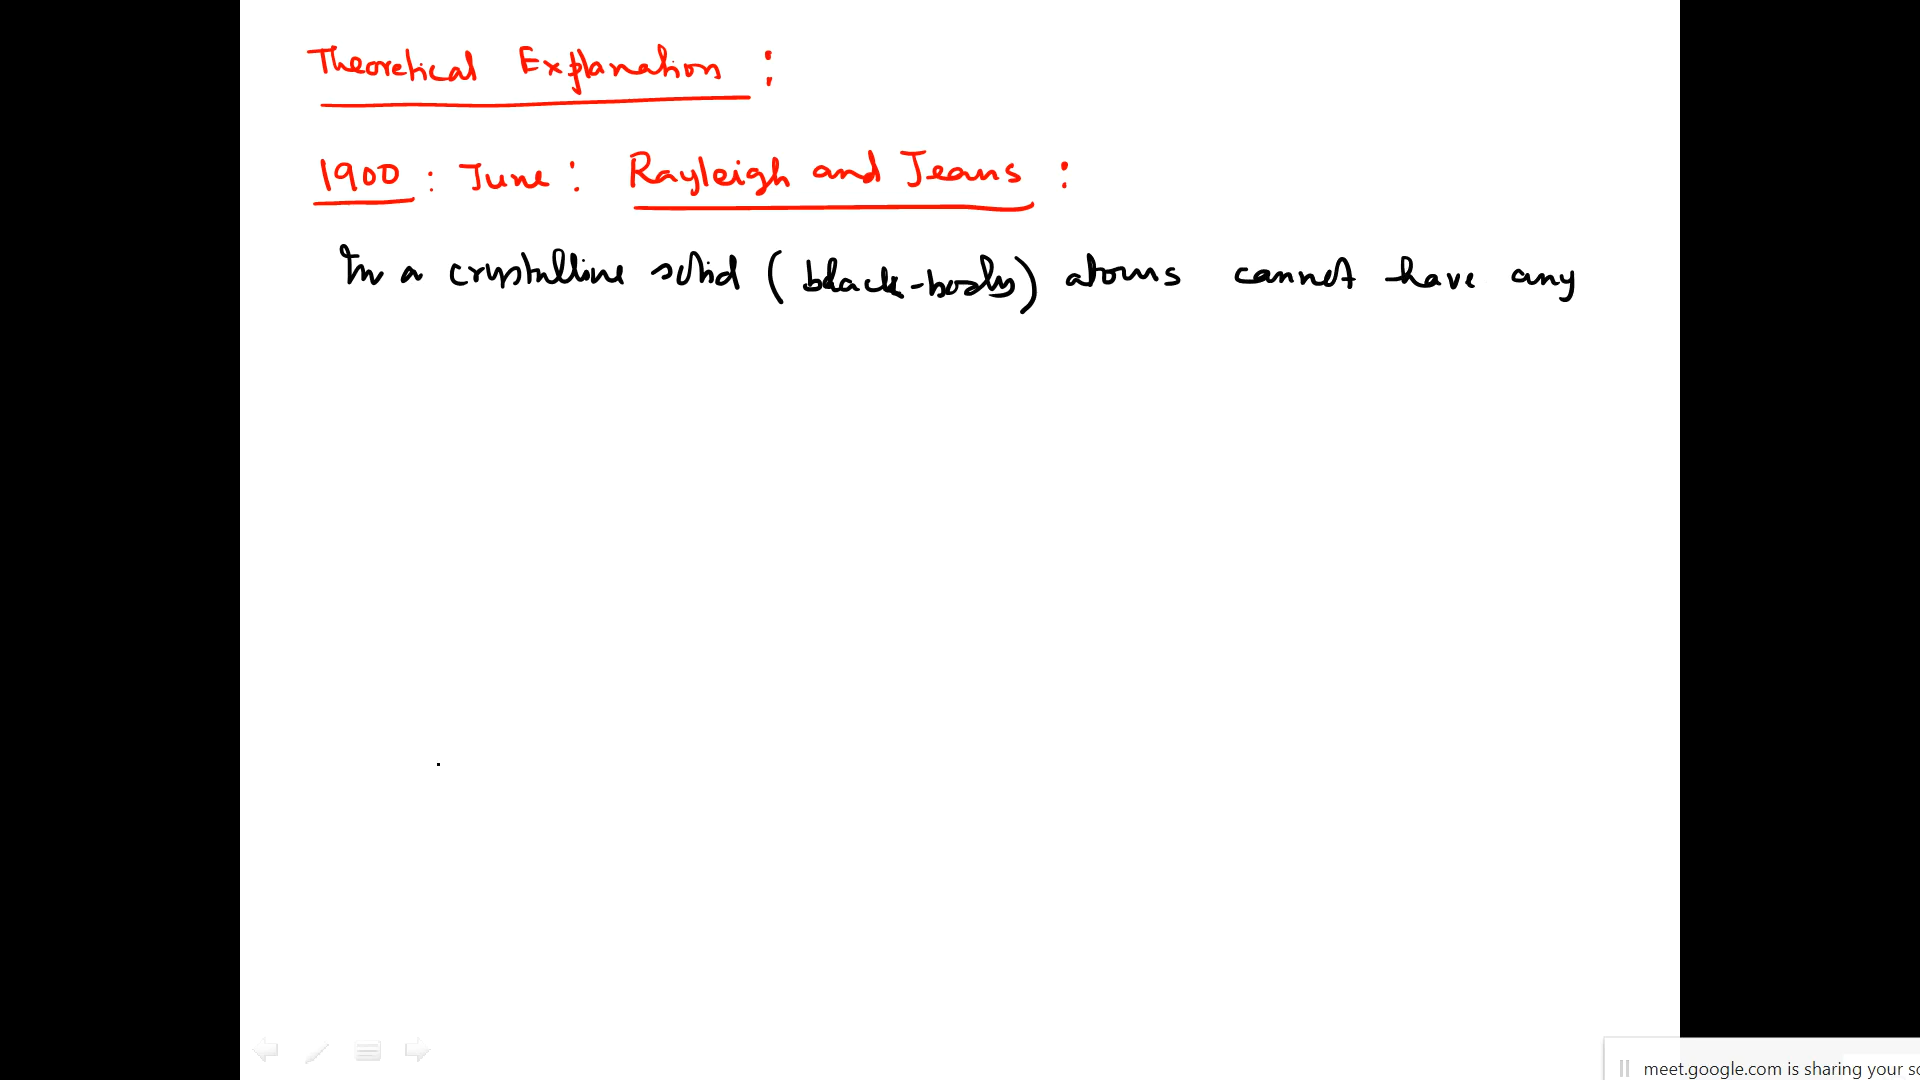 Theoretical Explanation :
1900 : June : Rayleigh and Jeans :
In a crystalline solid (black-body) atoms cannot have any
meet.google.com is sharing your sc